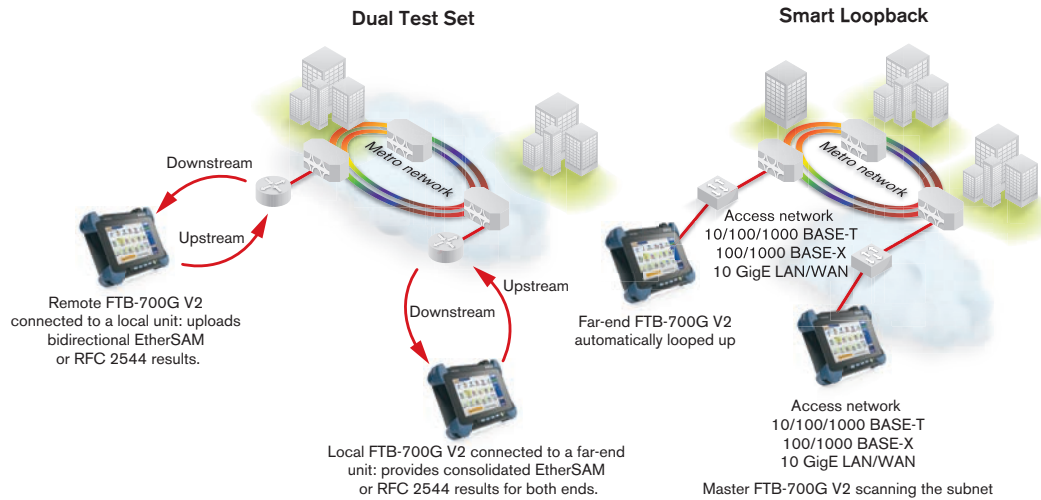 Dual Test Set
Metro network
Downstream
Upstream
Remote FTB-700G V2
connected to a local unit: uploads
bidirectional EtherSAM
or RFC 2544 results.
Downstream
Upstream
Local FTB-700G V2 connected to a far-end
unit: provides consolidated EtherSAM
or RFC 2544 results for both ends.
Smart Loopback
Metro network
Access network
10/100/1000 BASE-T
100/1000 BASE-X
10 GigE LAN/WAN
Far-end FTB-700G V2
automatically looped up
Access network
10/100/1000 BASE-T
100/1000 BASE-X
10 GigE LAN/WAN
Master FTB-700G V2 scanning the subnet